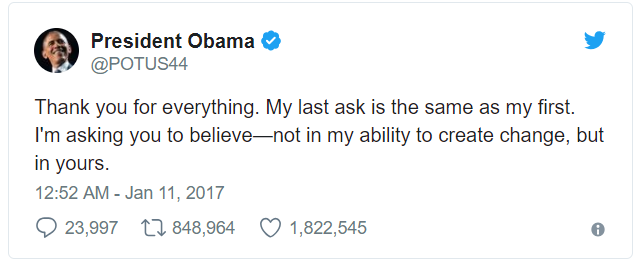 President Obama
@POTUS44
Thank you for everything. My last ask is the same as my first.
I'm asking you to believe—not in my ability to create change, but
in yours.
12:52 AM - Jan 11, 2017
23,997 848,964 1,822,545